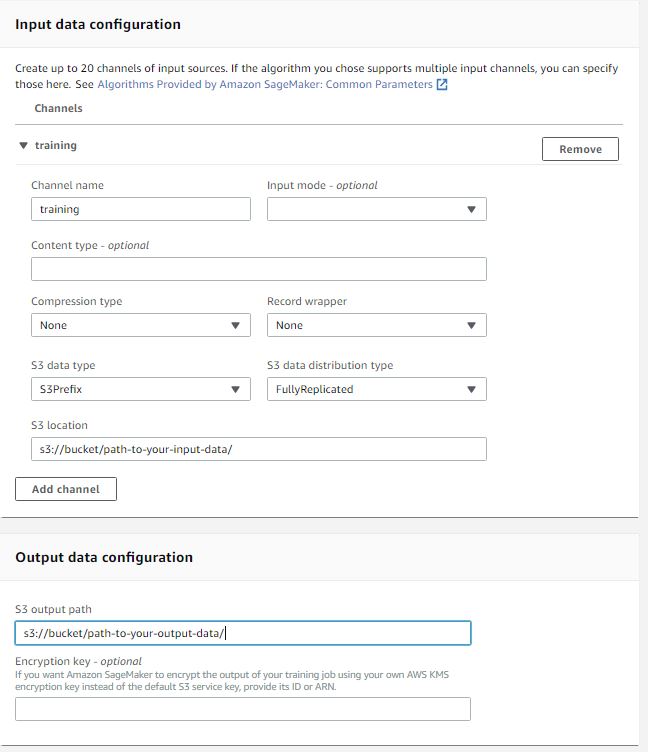 Input data configuration
Create up to 20 channels of input sources. If the algorithm you chose supports multiple input channels, you can specify
those here. See Algorithms Provided by Amazon SageMaker: Common Parameters
Channels
training
Remove
Channel name
Input mode - optional
training
Content type - optional
Compression type
Record wrapper
None
None
S3 data type
S3 data distribution type
S3Prefix
FullyReplicated
S3 location
s3://bucket/path-to-your-input-data/
Add channel
Output data configuration
S3 output path
s3://bucket/path-to-your-output-data/
Encryption key - optional
If you want Amazon SageMaker to encrypt the output of your training job using your own AWS KMS
encryption key instead of the default S3 service key, provide its ID or ARN.